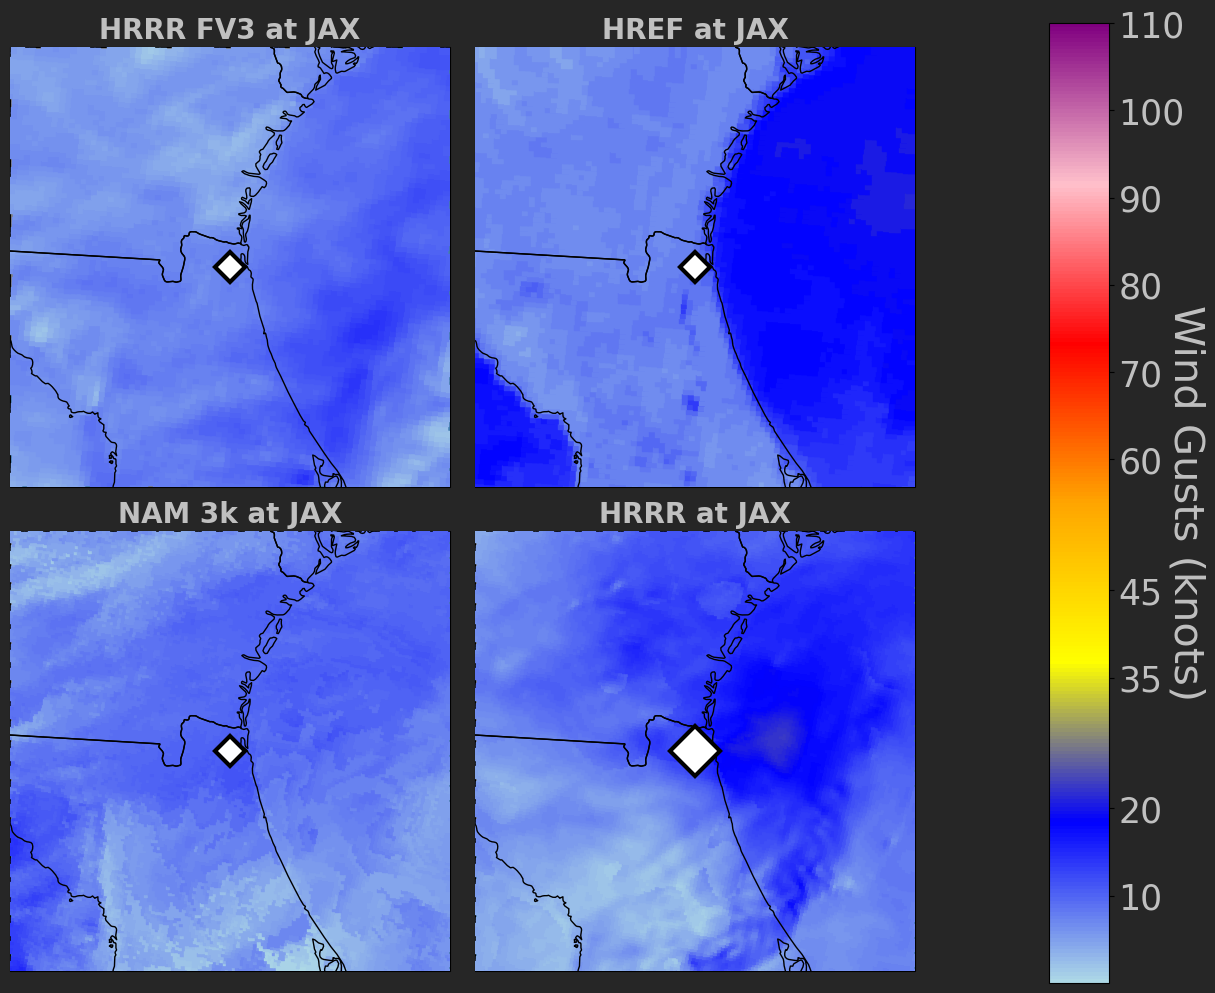 HRRR FV3 at JAX
HREF at JAX
NAM 3k at JAX
HRRR at JAX
110
100
90
80
70
60
45
35
20
10
Wind Gusts (knots)